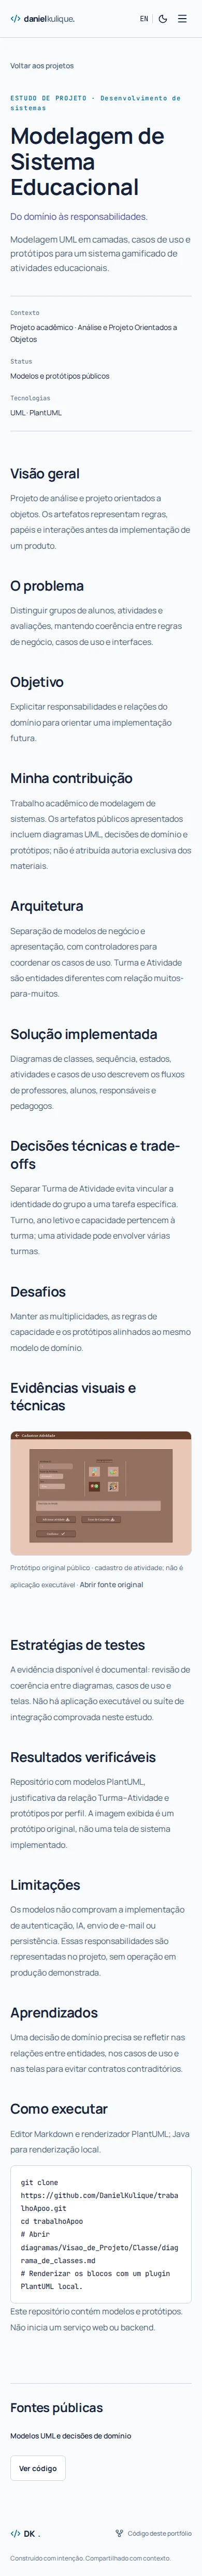 danielkulique.
EN
Voltar aos projetos
ESTUDO DE PROJETO · Desenvolvimento de
sistemas
Modelagem de
Sistema
Educacional
Do domínio às responsabilidades.
Modelagem UML em camadas, casos de uso e
protótipos para um sistema gamificado de
atividades educacionais.
Contexto
Projeto acadêmico · Análise e Projeto Orientados a
Objetos
Status
Modelos e protótipos públicos
Tecnologias
UML · PlantUML
Visão geral
Projeto de análise e projeto orientados a
objetos. Os artefatos representam regras,
papéis e interações antes da implementação de
um produto.
O problema
Distinguir grupos de alunos, atividades e
avaliações, mantendo coerência entre regras
de negócio, casos de uso e interfaces.
Objetivo
Explicitar responsabilidades e relações do
domínio para orientar uma implementação
futura.
Minha contribuição
Trabalho acadêmico de modelagem de
sistemas. Os artefatos públicos apresentados
incluem diagramas UML, decisões de domínio e
protótipos; não é atribuída autoria exclusiva dos
materiais.
Arquitetura
Separação de modelos de negócio e
apresentação, com controladores para
coordenar os casos de uso. Turma e Atividade
são entidades diferentes com relação muitos-
para-muitos.
Solução implementada
Diagramas de classes, sequência, estados,
atividades e casos de uso descrevem os fluxos
de professores, alunos, responsáveis e
pedagogos.
Decisões técnicas e trade-
offs
Separar Turma de Atividade evita vincular a
identidade do grupo a uma tarefa específica.
Turno, ano letivo e capacidade pertencem à
turma; uma atividade pode envolver várias
turmas.
Desafios
Manter as multiplicidades, as regras de
capacidade e os protótipos alinhados ao mesmo
modelo de domínio.
Evidências visuais e
técnicas
Cadastrar Atividade
Protótipo original público · cadastro de atividade; não é
aplicação executável · Abrir fonte original
Estratégias de testes
A evidência disponível é documental: revisão de
coerência entre diagramas, casos de uso e
telas. Não há aplicação executável ou suíte de
integração comprovada neste estudo.
Resultados verificáveis
Repositório com modelos PlantUML,
justificativa da relação Turma–Atividade e
protótipos por perfil. A imagem exibida é um
protótipo original, não uma tela de sistema
implementado.
Limitações
Os modelos não comprovam a implementação
de autenticação, IA, envio de e-mail ou
persistência. Essas responsabilidades são
representadas no projeto, sem operação em
produção demonstrada.
Aprendizados
Uma decisão de domínio precisa se refletir nas
relações entre entidades, nos casos de uso e
nas telas para evitar contratos contraditórios.
Como executar
Editor Markdown e renderizador PlantUML; Java
para renderização local.
git clone
https://github.com/DanielKulique/traba
lhoApoo.git
cd trabalhoApoo
# Abrir
diagramas/Visao_de_Projeto/Classe/diag
rama_de_classes.md
# Renderizar os blocos com um plugin
PlantUML local.
Este repositório contém modelos e protótipos.
Não inicia um serviço web ou backend.
Fontes públicas
Modelos UML e decisões de domínio
Ver código
DK .
Código deste portfólio
Construído com intenção. Compartilhado com contexto.